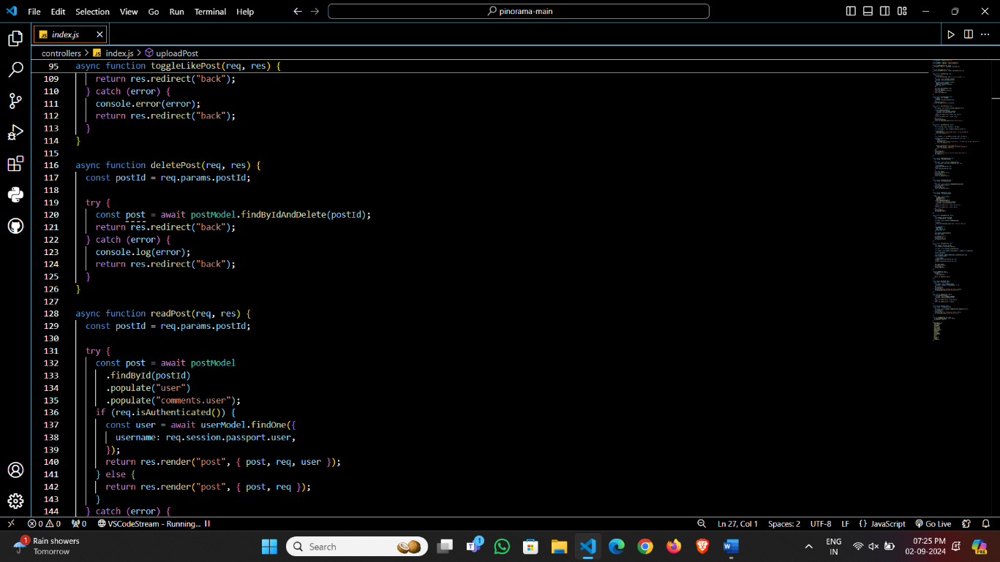 File Edit Selection View Go Run Terminal Help
pinorama-main
JS index.js
controllers > JS index.js > uploadPost
95 async function toggleLikePost(req, res) {
109 return res.redirect("back");
110 } catch (error) {
111 console.error(error);
112 return res.redirect("back");
113 }
114 }
115
116 async function deletePost(req, res) {
117 const postId = req.params.postId;
118
119 try {
120 const post = await postModel.findByIdAndDelete(postId);
121 return res.redirect("back");
122 } catch (error) {
123 console.log(error);
124 return res.redirect("back");
125 }
126 }
127
128 async function readPost(req, res) {
129 const postId = req.params.postId;
130
131 try {
132 const post = await postModel
133 .findById(postId)
134 .populate("user")
135 .populate("comments.user");
136 if (req.isAuthenticated()) {
137 const user = await userModel.findOne({
138 username: req.session.passport.user,
139 });
140 return res.render("post", { post, req, user });
141 } else {
142 return res.render("post", { post, req });
143 }
144 } catch (error) {
0 0 0 VSCodeStream - Running... Ln 27, Col 1 Spaces: 2 UTF-8 LF {} JavaScript Go Live
1 Rain showers
Tomorrow
Search
1
ENG
IN
07:25 PM
02-09-2024
PRE